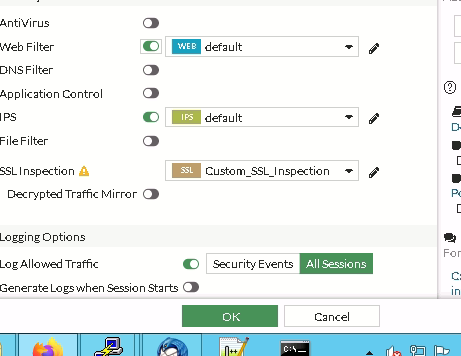 AntiVirus
Web Filter WEB default
DNS Filter
Application Control
IPS IPS default
File Filter
SSL Inspection SSL Custom_SSL_Inspection
Decrypted Traffic Mirror
Logging Options
Log Allowed Traffic Security Events All Sessions
Generate Logs when Session Starts
OK Cancel